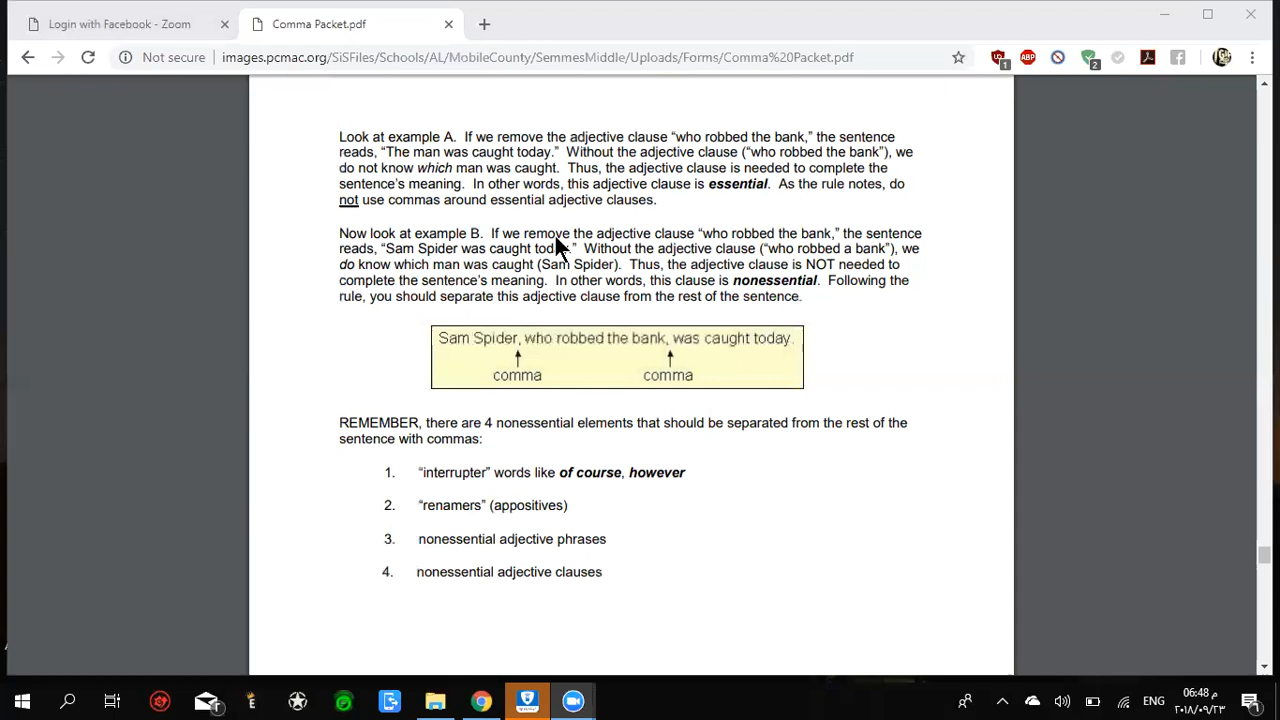 Login with Facebook - Zoom
Comma Packet.pdf
Not secure
images.pcmac.org/SiSFiles/Schools/AL/MobileCounty/SemmesMiddle/Uploads/Forms/Comma%20Packet.pdf
1
ABP
2
Look at example A. If we remove the adjective clause “who robbed the bank,” the sentence
reads, “The man was caught today.” Without the adjective clause (“who robbed the bank”), we
do not know which man was caught. Thus, the adjective clause is needed to complete the
sentence’s meaning. In other words, this adjective clause is essential. As the rule notes, do
not use commas around essential adjective clauses.
Now look at example B. If we remove the adjective clause “who robbed the bank,” the sentence
reads, “Sam Spider was caught today.” Without the adjective clause (“who robbed a bank”), we
do know which man was caught (Sam Spider). Thus, the adjective clause is NOT needed to
complete the sentence’s meaning. In other words, this clause is nonessential. Following the
rule, you should separate this adjective clause from the rest of the sentence.
Sam Spider, who robbed the bank, was caught today.
comma comma
REMEMBER, there are 4 nonessential elements that should be separated from the rest of the
sentence with commas:
1. “interrupter” words like of course, however
2. “renamers” (appositives)
3. nonessential adjective phrases
4. nonessential adjective clauses
ENG
06:48 م
٢٠١٨/٠٩/٢٣